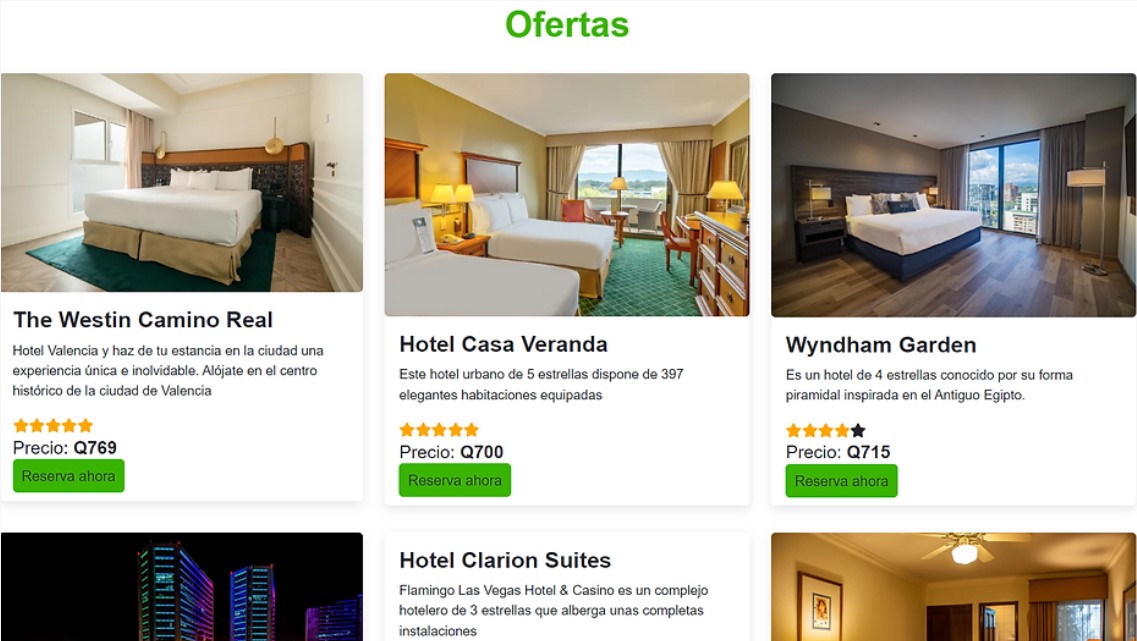 Ofertas
The Westin Camino Real
Hotel Valencia y haz de tu estancia en la ciudad una
experiencia única e inolvidable. Alójate en el centro
histórico de la ciudad de Valencia
Precio: Q769
Reserva ahora
Hotel Casa Veranda
Este hotel urbano de 5 estrellas dispone de 397
elegantes habitaciones equipadas
Precio: Q700
Reserva ahora
Wyndham Garden
Es un hotel de 4 estrellas conocido por su forma
piramidal inspirada en el Antiguo Egipto.
Precio: Q715
Reserva ahora
Hotel Clarion Suites
Flamingo Las Vegas Hotel & Casino es un complejo
hotelero de 3 estrellas que alberga unas completas
instalaciones